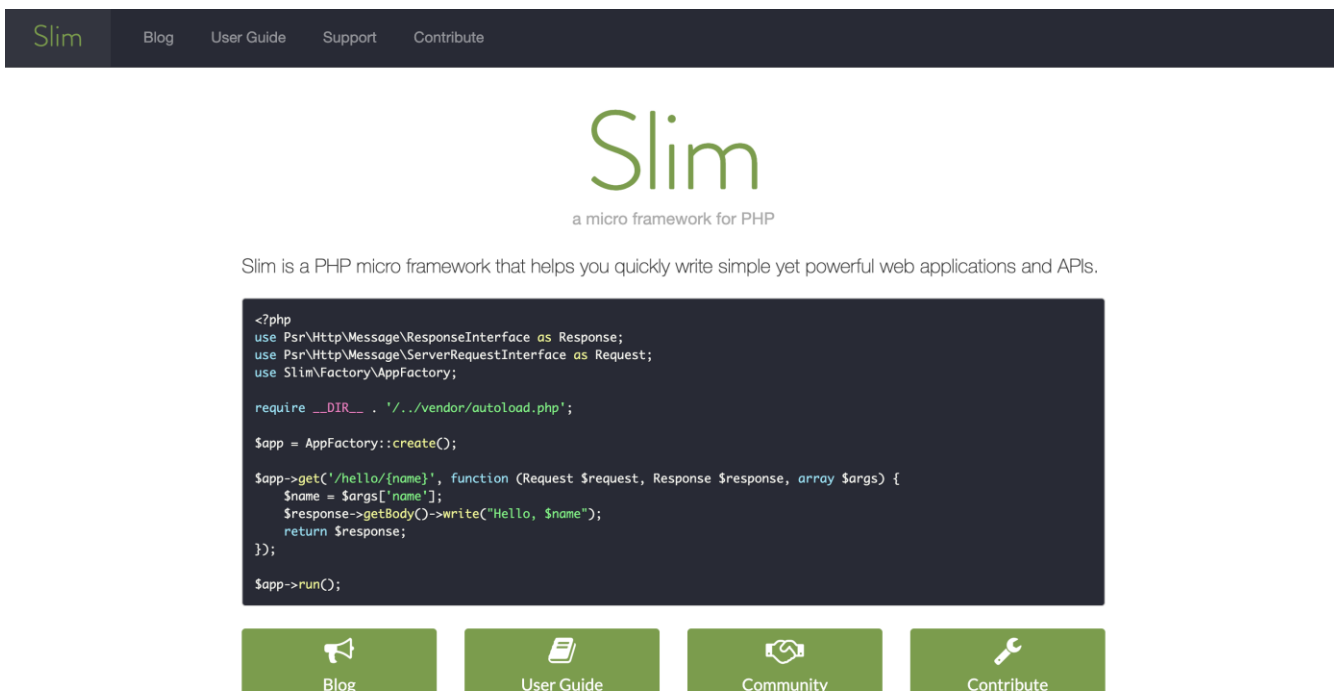 Slim Blog User Guide Support Contribute
Slim
a micro framework for PHP
Slim is a PHP micro framework that helps you quickly write simple yet powerful web applications and APIs.
<?php
use Psr\Http\Message\ResponseInterface as Response;
use Psr\Http\Message\ServerRequestInterface as Request;
use Slim\Factory\AppFactory;
require __DIR__ . '/../vendor/autoload.php';
$app = AppFactory::create();
$app->get('/hello/{name}', function (Request $request, Response $response, array $args) {
    $name = $args['name'];
    $response->getBody()->write("Hello, $name");
    return $response;
});
$app->run();
Blog User Guide Community Contribute